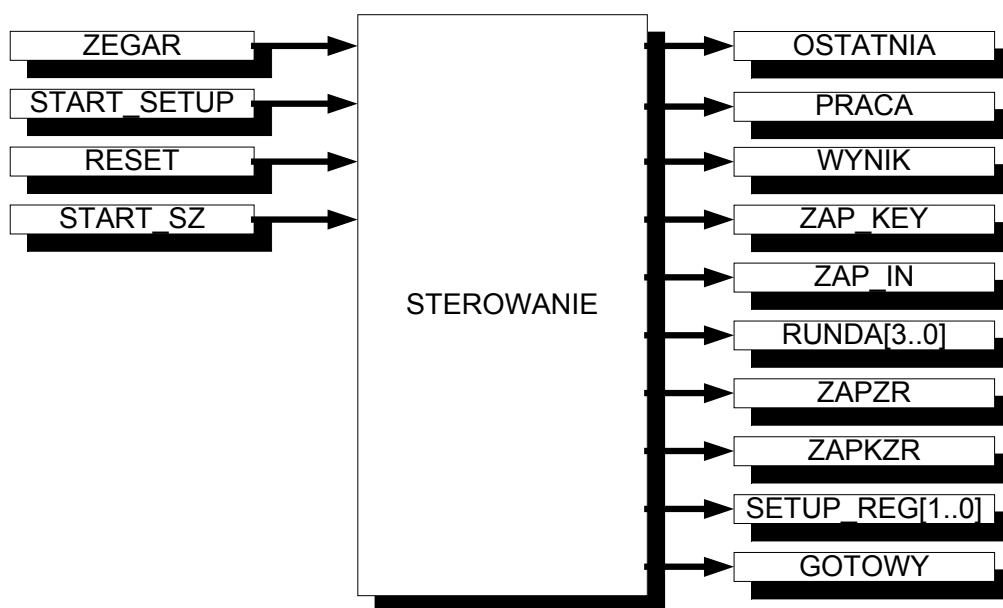 ZEGAR
START_SETUP
RESET
START_SZ
STEROWANIE
OSTATNIA
PRACA
WYNIK
ZAP_KEY
ZAP_IN
RUNDA[3..0]
ZAPZR
ZAPKZR
SETUP_REG[1..0]
GOTOWY